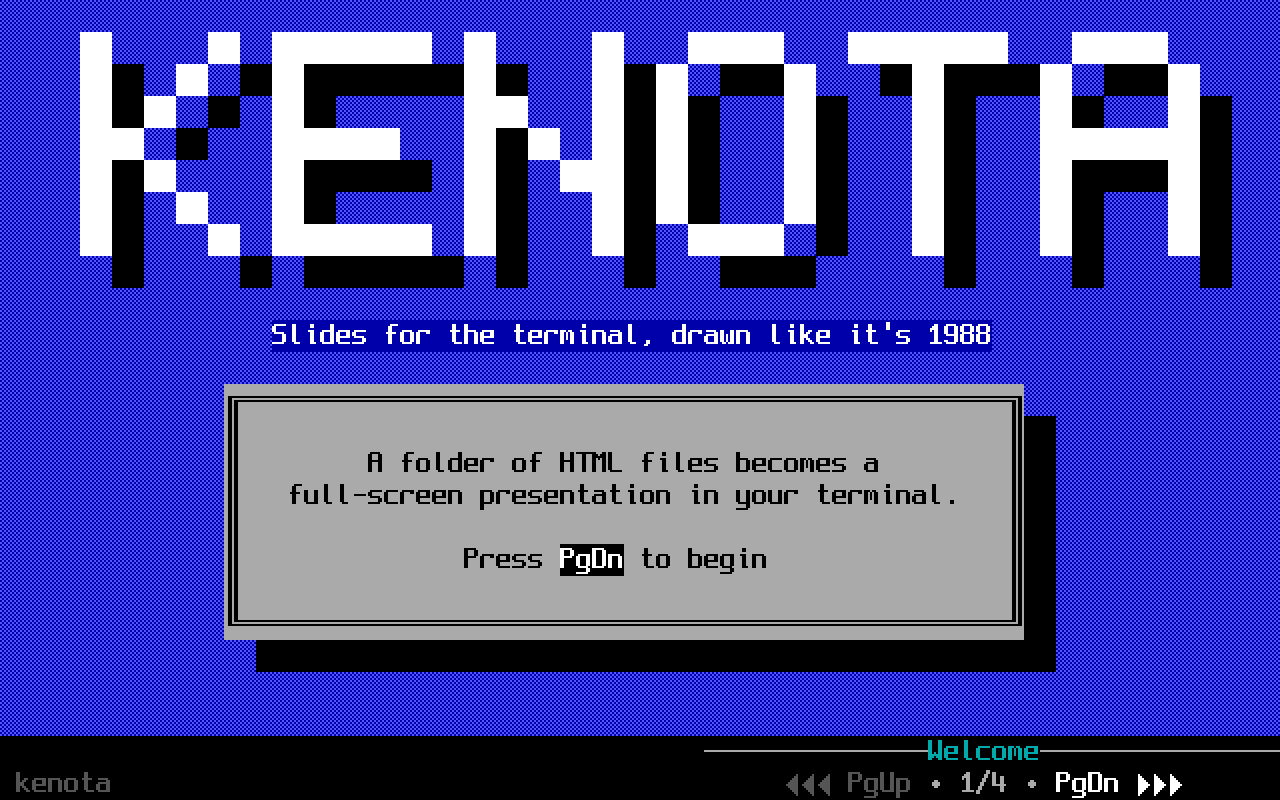 KENOTA
Slides for the terminal, drawn like it's 1988
A folder of HTML files becomes a
full-screen presentation in your terminal.
Press PgDn to begin
Welcome
kenota
PgUp • 1/4 • PgDn